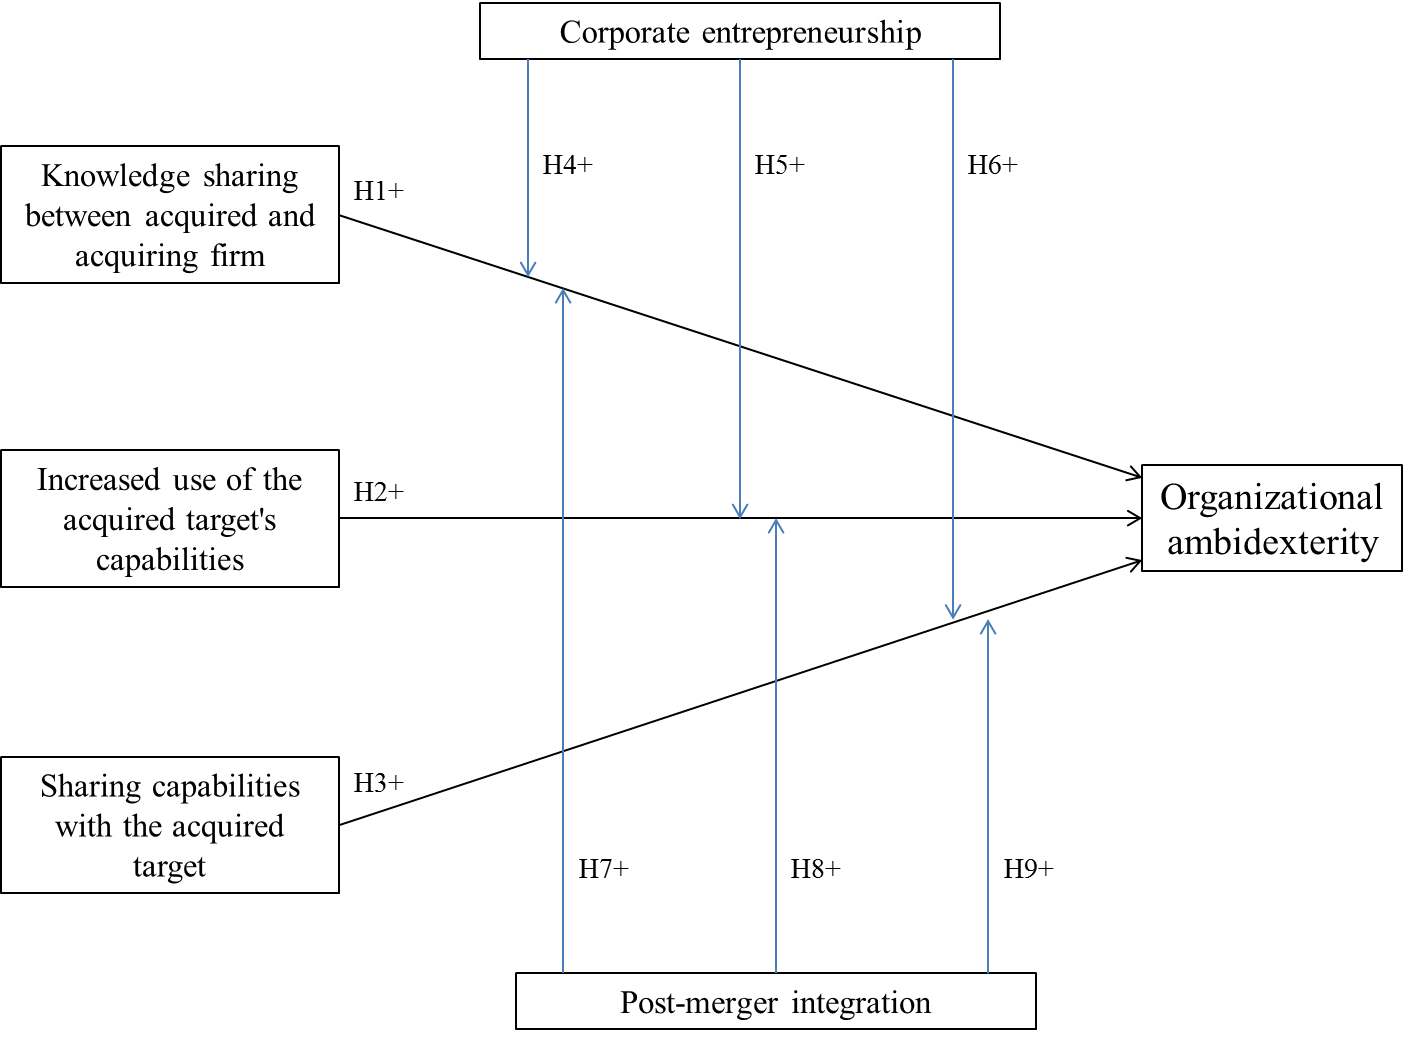 Corporate entrepreneurship
H4+
H5+
H6+
Knowledge sharing
between acquired and
acquiring firm
H1+
Increased use of the
acquired target's
capabilities
H2+
Organizational
ambidexterity
Sharing capabilities
with the acquired
target
H3+
H7+
H8+
H9+
Post-merger integration